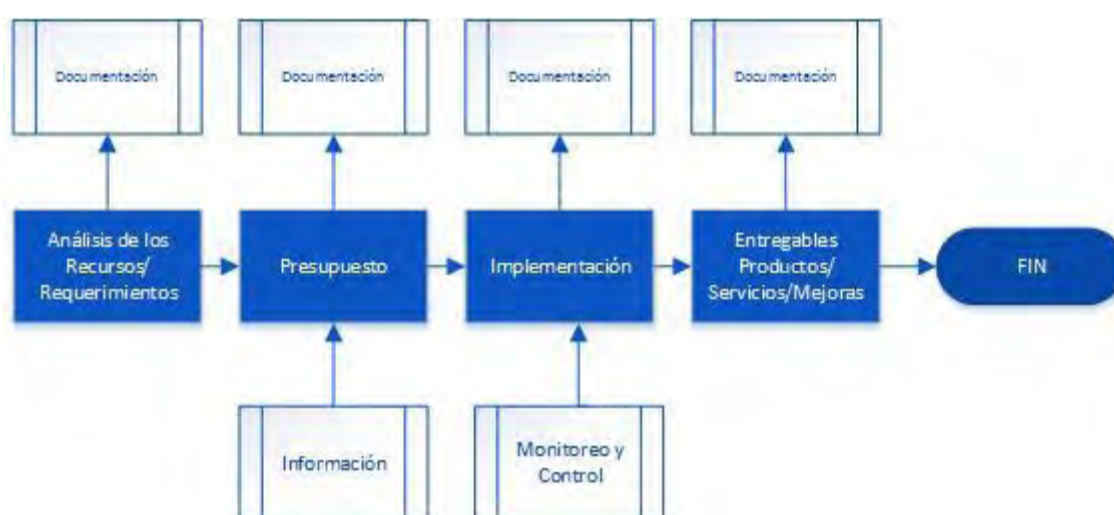 Documentación
Documentación
Documentación
Documentación
Análisis de los
Recursos/
Requerimientos
Presupuesto
Implementación
Entregables
Productos/
Servicios/Mejoras
FIN
Información
Monitoreo y
Control